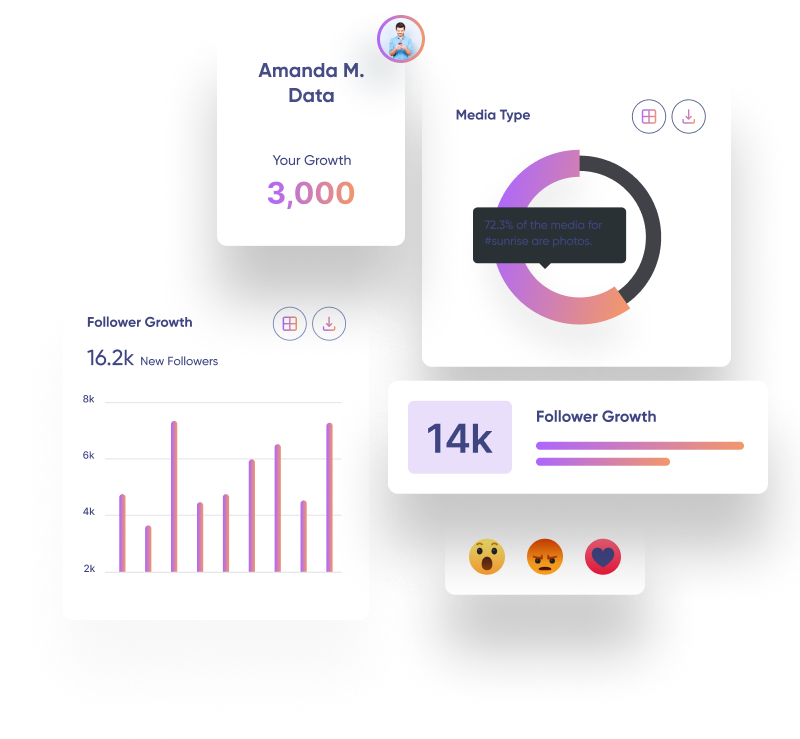 Amanda M.
Data
Your Growth
3,000
Media Type
72.3% of the media for
#sunrise are photos.
Follower Growth
16.2k New Followers
8k
6k
4k
2k
14k
Follower Growth